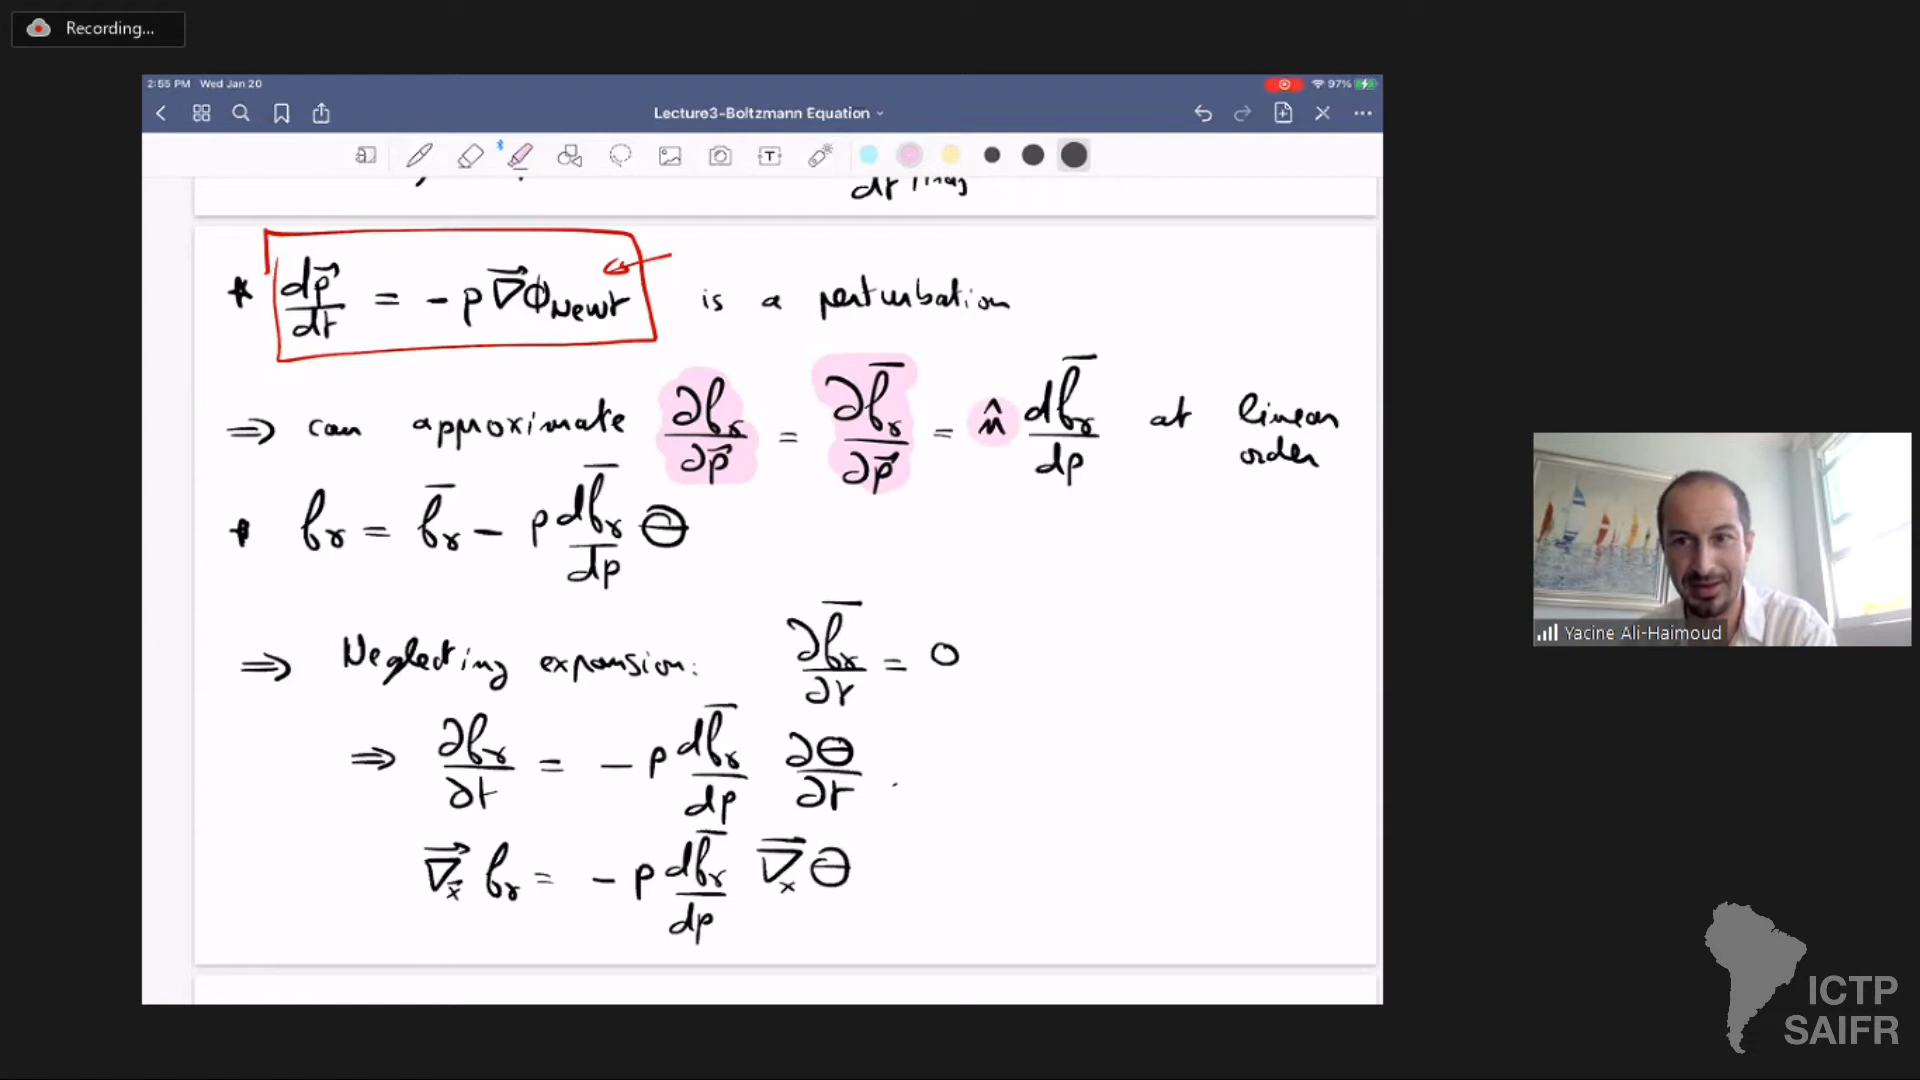 Recording...
2:55 PM Wed Jan 20
97%
Lecture3-Boltzmann Equation
* dp⃗/dt = - p ∇⃗ϕ_Newt is a perturbation
⇒ can approximate ∂f_γ/∂p⃗ = ∂f̄_γ/∂p⃗ = n̂ df̄_γ/dp at linear order
* f_γ = f̄_γ - p df̄_γ/dp Θ
⇒ Neglecting expansion: ∂f̄_γ/∂t = 0
⇒ ∂f_γ/∂t = - p df̄_γ/dp ∂Θ/∂t
∇⃗_x⃗ f_γ = - p df̄_γ/dp ∇⃗_x Θ
Yacine Ali-Haimoud
ICTP
SAIFR